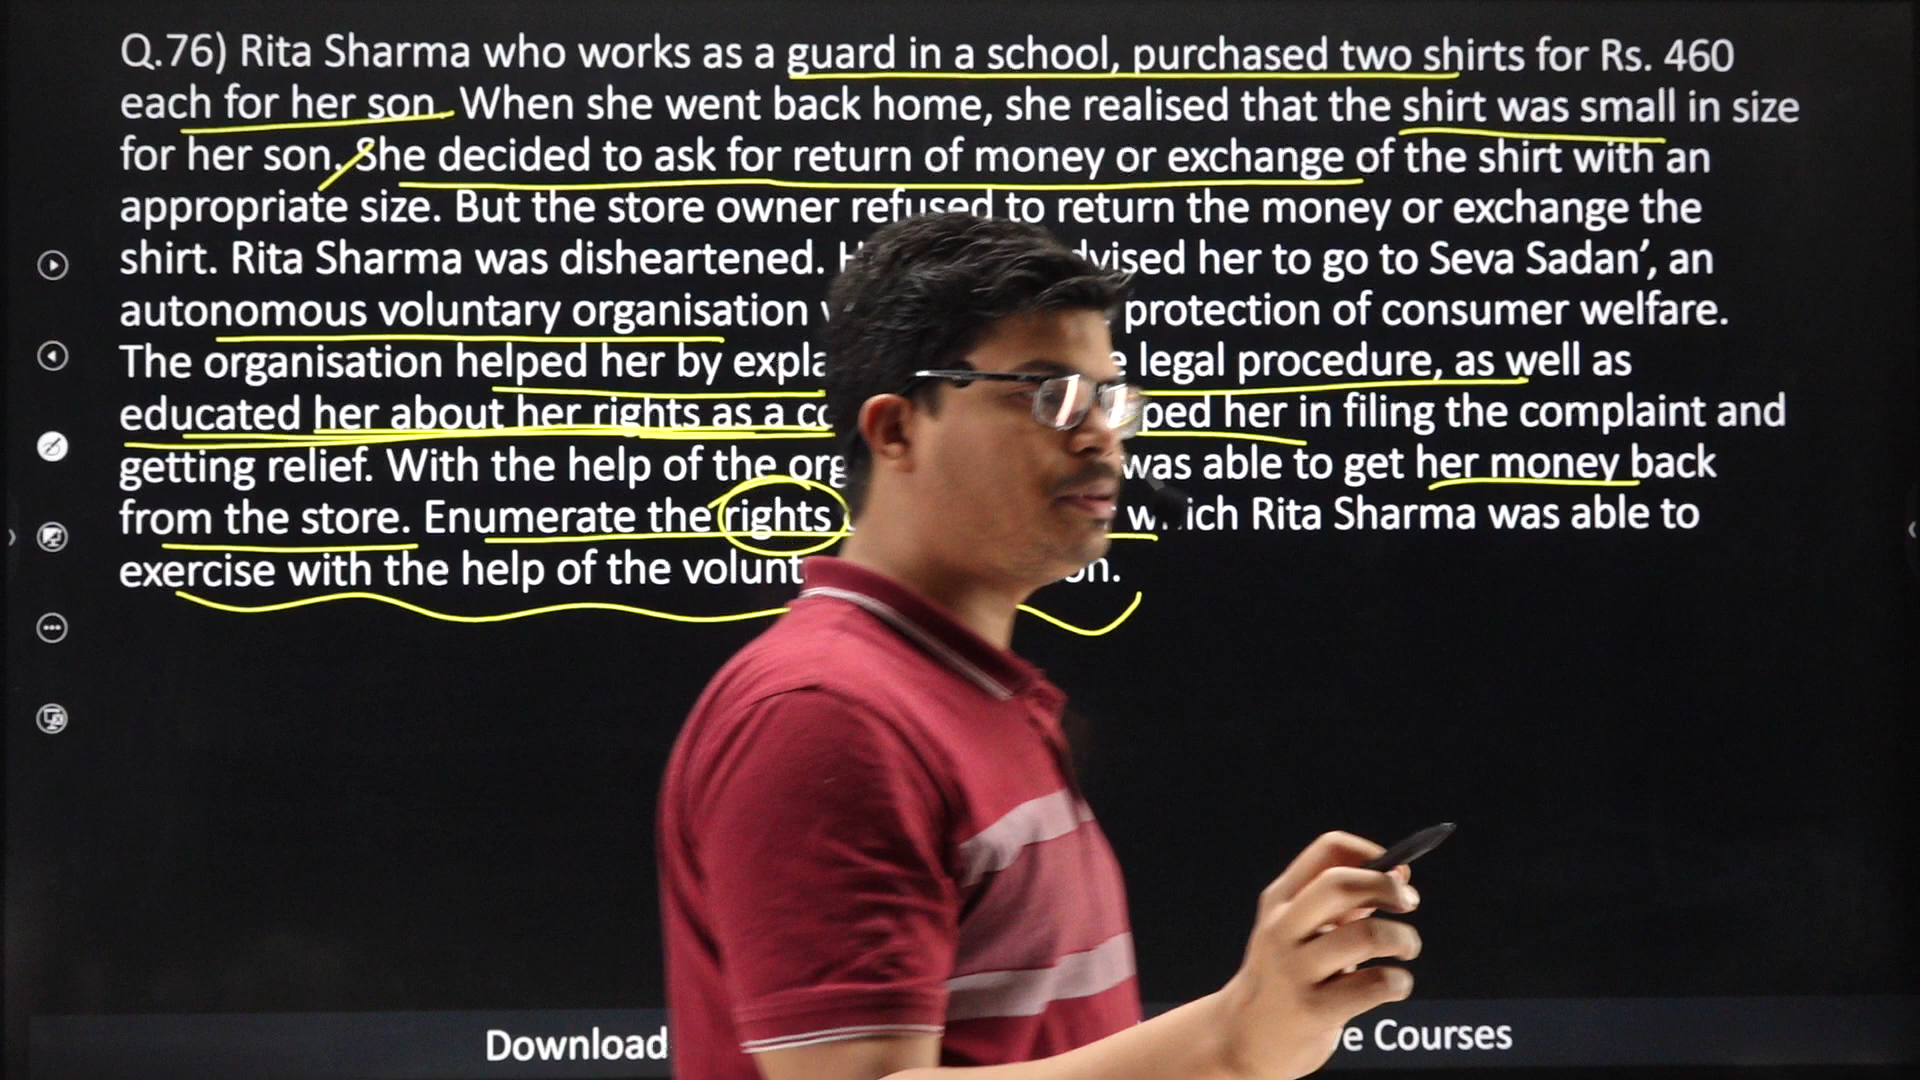 Q.76) Rita Sharma who works as a guard in a school, purchased two shirts for Rs. 460
each for her son. When she went back home, she realised that the shirt was small in size
for her son. She decided to ask for return of money or exchange of the shirt with an
appropriate size. But the store owner refused to return the money or exchange the
shirt. Rita Sharma was disheartened. her to go to Seva Sadan’, an
autonomous voluntary organisation protection of consumer welfare.
The organisation helped her by legal procedure, as well as
educated her about her rights as a her in filing the complaint and
getting relief. With the help of the was able to get her money back
from the store. Enumerate the rights Rita Sharma was able to
exercise with the help of the
Download Courses